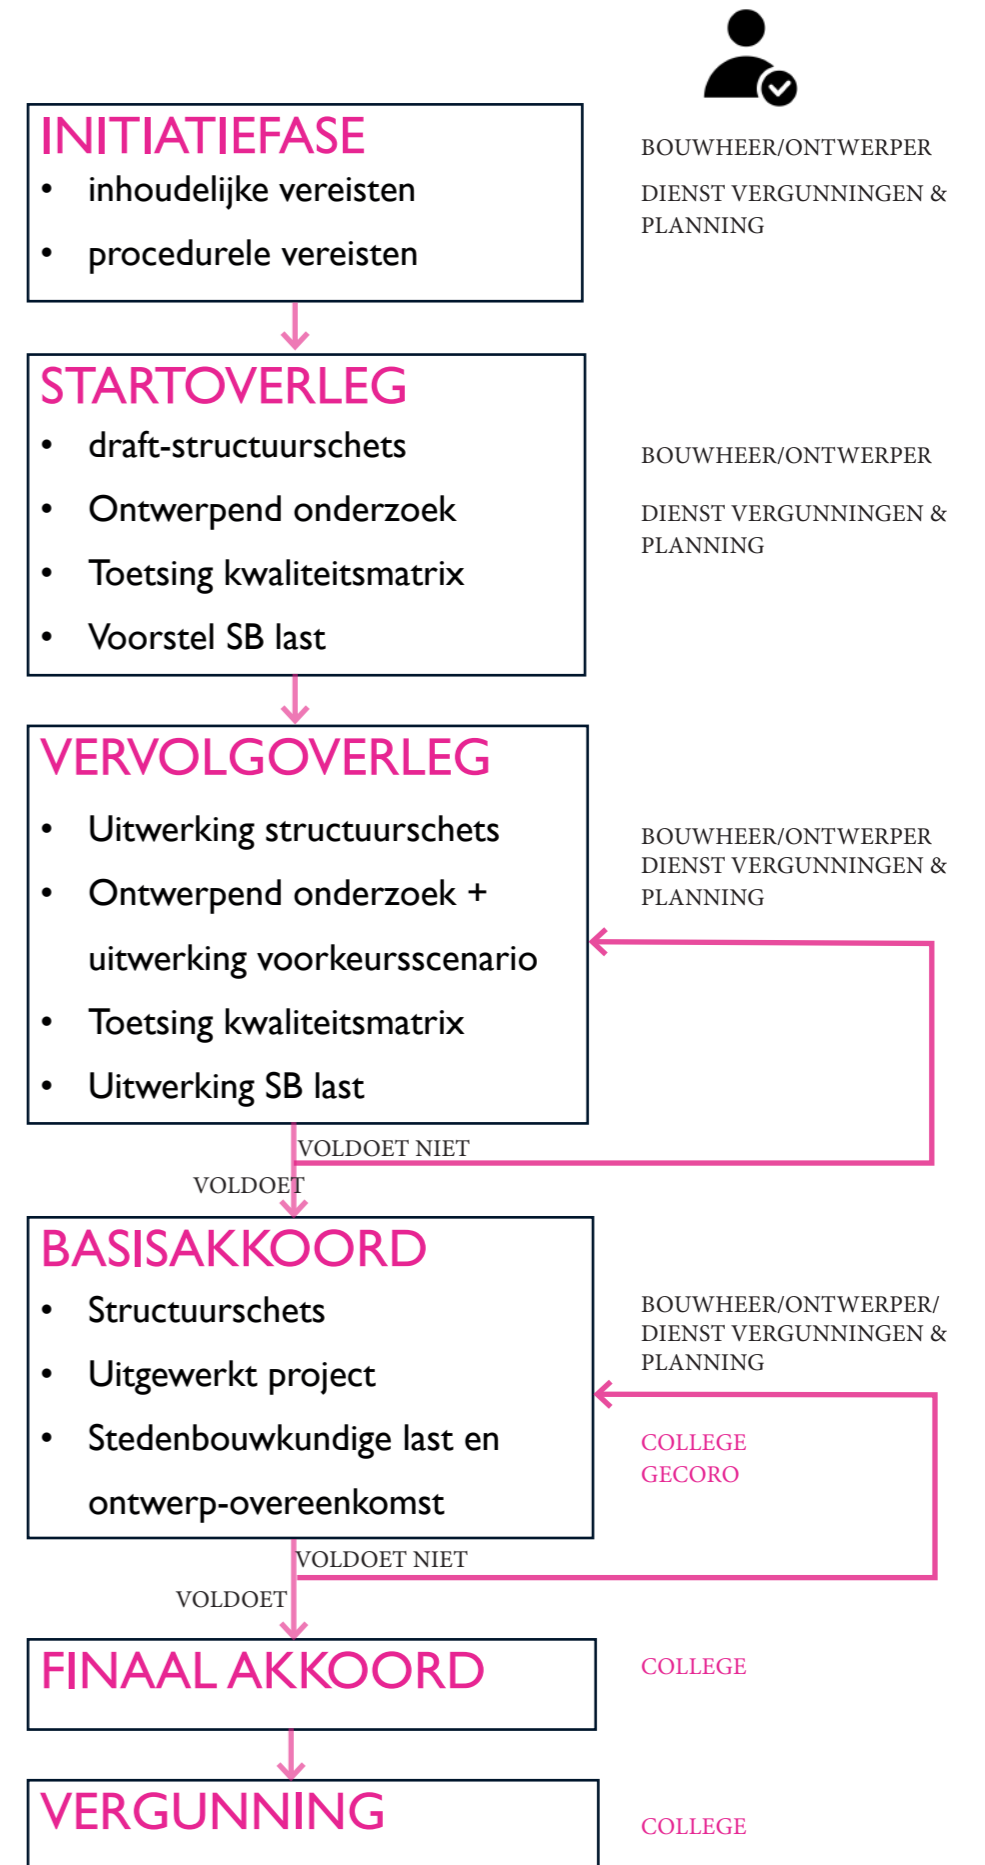 INITIATIEFASE
• inhoudelijke vereisten
• procedurele vereisten
BOUWHEER/ONTWERPER
DIENST VERGUNNINGEN &
PLANNING
STARTOVERLEG
• draft-structuurschets
• Ontwerpend onderzoek
• Toetsing kwaliteitsmatrix
• Voorstel SB last
BOUWHEER/ONTWERPER
DIENST VERGUNNINGEN &
PLANNING
VERVOLGOVERLEG
• Uitwerking structuurschets
• Ontwerpend onderzoek +
uitwerking voorkeursscenario
• Toetsing kwaliteitsmatrix
• Uitwerking SB last
BOUWHEER/ONTWERPER
DIENST VERGUNNINGEN &
PLANNING
VOLDOET NIET
VOLDOET
BASISAKKOORD
• Structuurschets
• Uitgewerkt project
• Stedenbouwkundige last en
ontwerp-overeenkomst
BOUWHEER/ONTWERPER/
DIENST VERGUNNINGEN &
PLANNING
COLLEGE
GECORO
VOLDOET NIET
VOLDOET
FINAAL AKKOORD
COLLEGE
VERGUNNING
COLLEGE